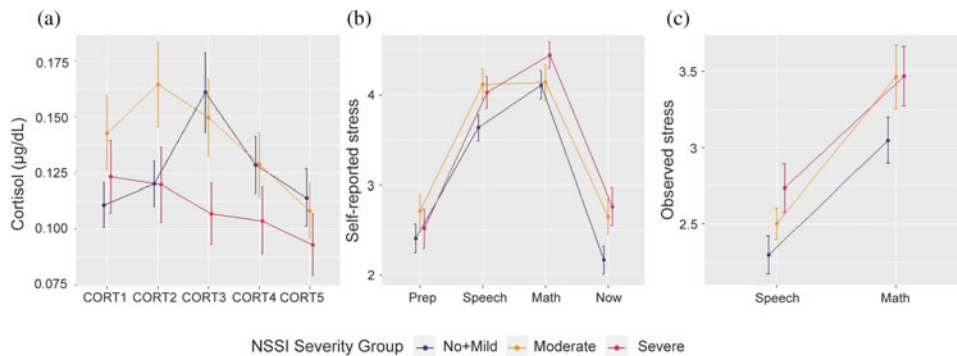 (a)
Cortisol (µg/dL)
0.175
0.150
0.125
0.100
0.075
CORT1 CORT2 CORT3 CORT4 CORT5
(b)
Self-reported stress
4
3
2
Prep Speech Math Now
(c)
Observed stress
3.5
2.5
Speech Math
NSSI Severity Group No+Mild Moderate Severe